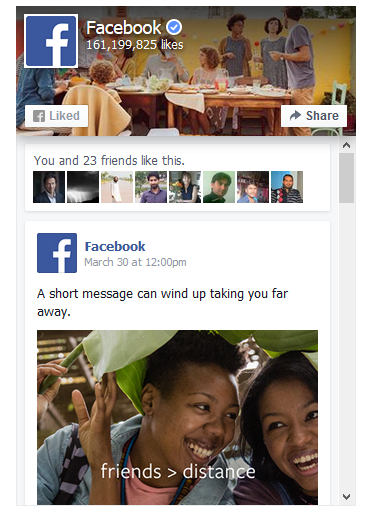 Facebook
161,199,825 likes
Liked
Share
You and 23 friends like this.
Facebook
March 30 at 12:00pm
A short message can wind up taking you far
away.
friends > distance